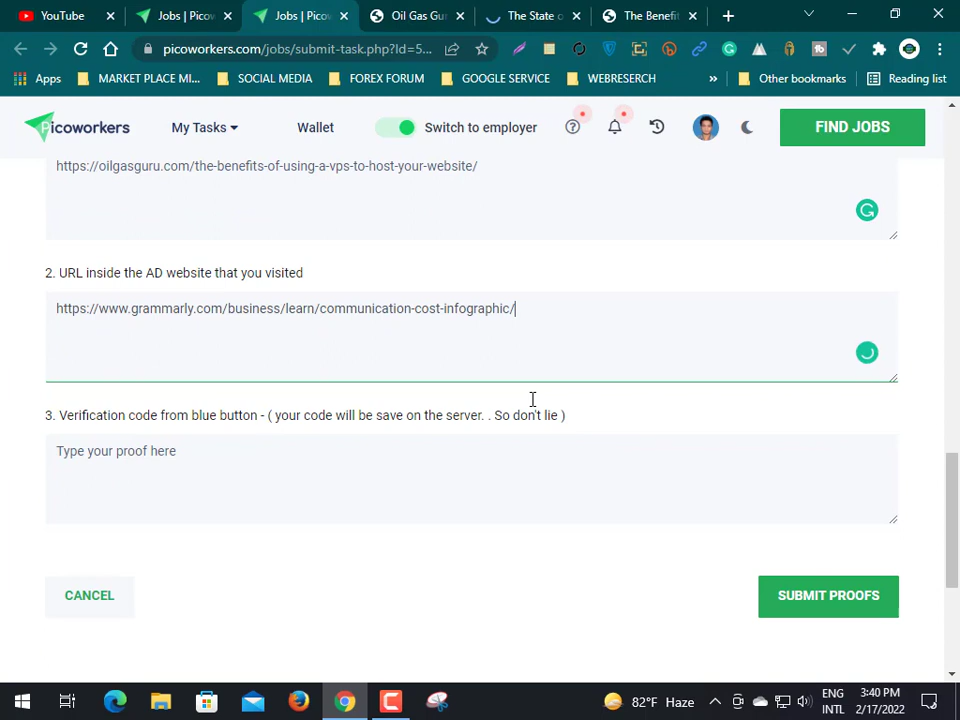 YouTube
Jobs | Picow
Jobs | Pico
Oil Gas Gur
The State o
The Benefi
picoworkers.com/jobs/submit-task.php?Id=5...
Apps
MARKET PLACE MI...
SOCIAL MEDIA
FOREX FORUM
GOOGLE SERVICE
WEBRESERCH
»
Other bookmarks
Reading list
Picoworkers
My Tasks
Wallet
Switch to employer
FIND JOBS
https://oilgasguru.com/the-benefits-of-using-a-vps-to-host-your-website/
2. URL inside the AD website that you visited
https://www.grammarly.com/business/learn/communication-cost-infographic/
3. Verification code from blue button - ( your code will be save on the server. . So don't lie )
Type your proof here
CANCEL
SUBMIT PROOFS
82°F Haze
ENG
INTL
3:40 PM
2/17/2022